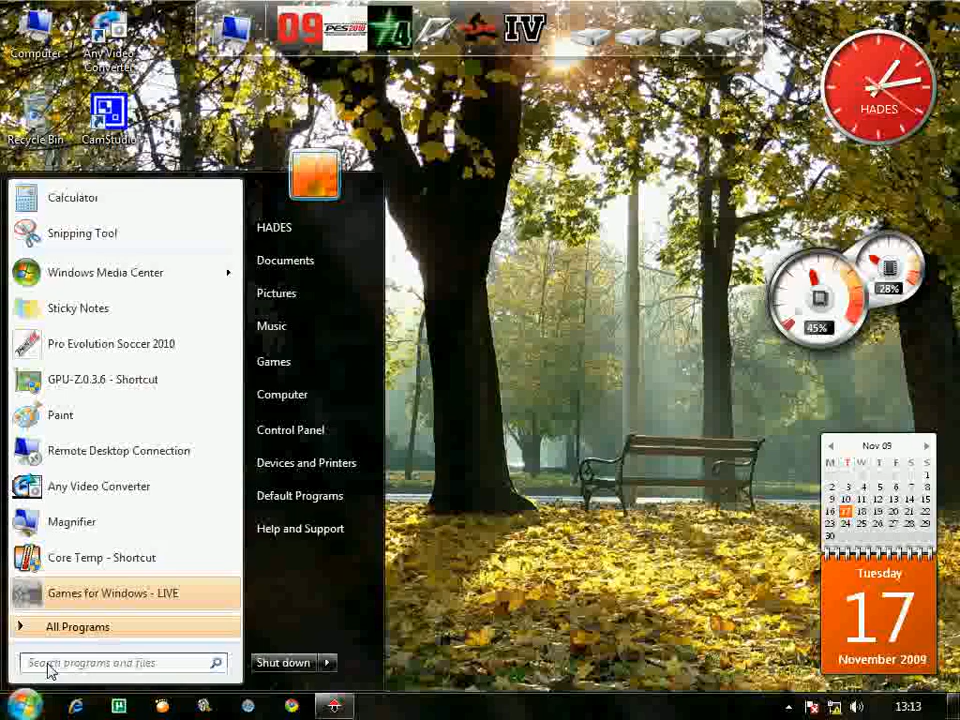 Computer
Any Video
Converter
Recycle Bin
CamStudio
09
PES2010
4
IV
HADES
45%
28%
Calculator
Snipping Tool
Windows Media Center
Sticky Notes
Pro Evolution Soccer 2010
GPU-Z.0.3.6 - Shortcut
Paint
Remote Desktop Connection
Any Video Converter
Magnifier
Core Temp - Shortcut
Games for Windows - LIVE
All Programs
Search programs and files
HADES
Documents
Pictures
Music
Games
Computer
Control Panel
Devices and Printers
Default Programs
Help and Support
Shut down
Nov 09
M T W T F S S
1
2 3 4 5 6 7 8
9 10 11 12 13 14 15
16 17 18 19 20 21 22
23 24 25 26 27 28 29
30
Tuesday
17
November 2009
13:13